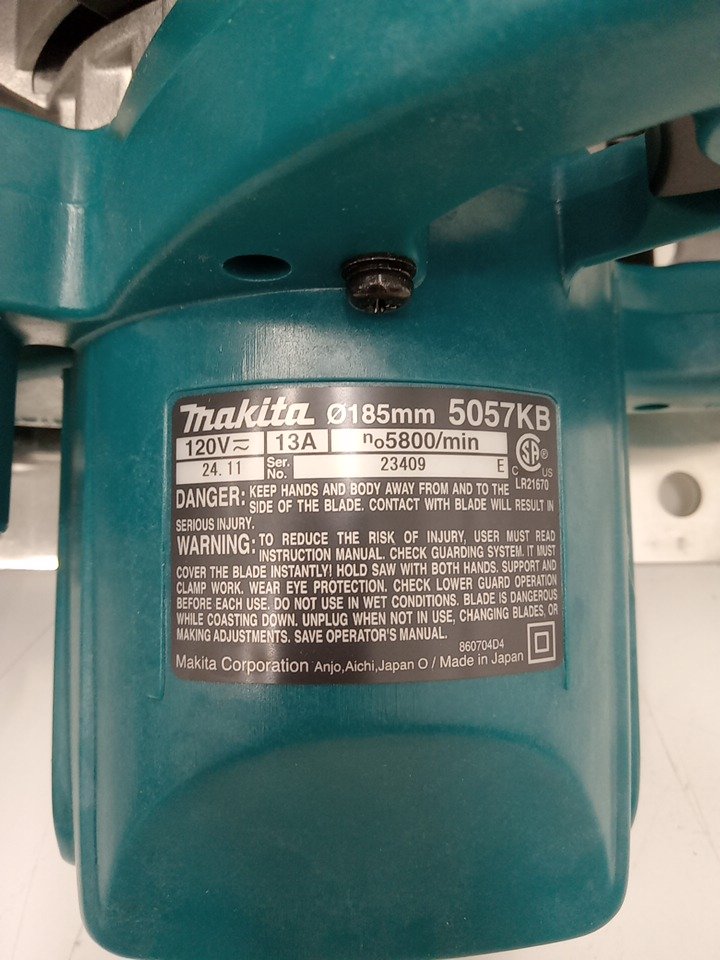 makita Ø185mm 5057KB
120V⎓ 13A n₀5800/min
24.11 Ser. No. 23409 E
C SA ® US
LR21670
DANGER: KEEP HANDS AND BODY AWAY FROM AND TO THE
SIDE OF THE BLADE. CONTACT WITH BLADE WILL RESULT IN
SERIOUS INJURY.
WARNING: TO REDUCE THE RISK OF INJURY, USER MUST READ
INSTRUCTION MANUAL. CHECK GUARDING SYSTEM. IT MUST
COVER THE BLADE INSTANTLY! HOLD SAW WITH BOTH HANDS. SUPPORT AND
CLAMP WORK. WEAR EYE PROTECTION. CHECK LOWER GUARD OPERATION
BEFORE EACH USE. DO NOT USE IN WET CONDITIONS. BLADE IS DANGEROUS
WHILE COASTING DOWN. UNPLUG WHEN NOT IN USE, CHANGING BLADES, OR
MAKING ADJUSTMENTS. SAVE OPERATOR'S MANUAL.
860704D4
Makita Corporation Anjo,Aichi,Japan O / Made in Japan